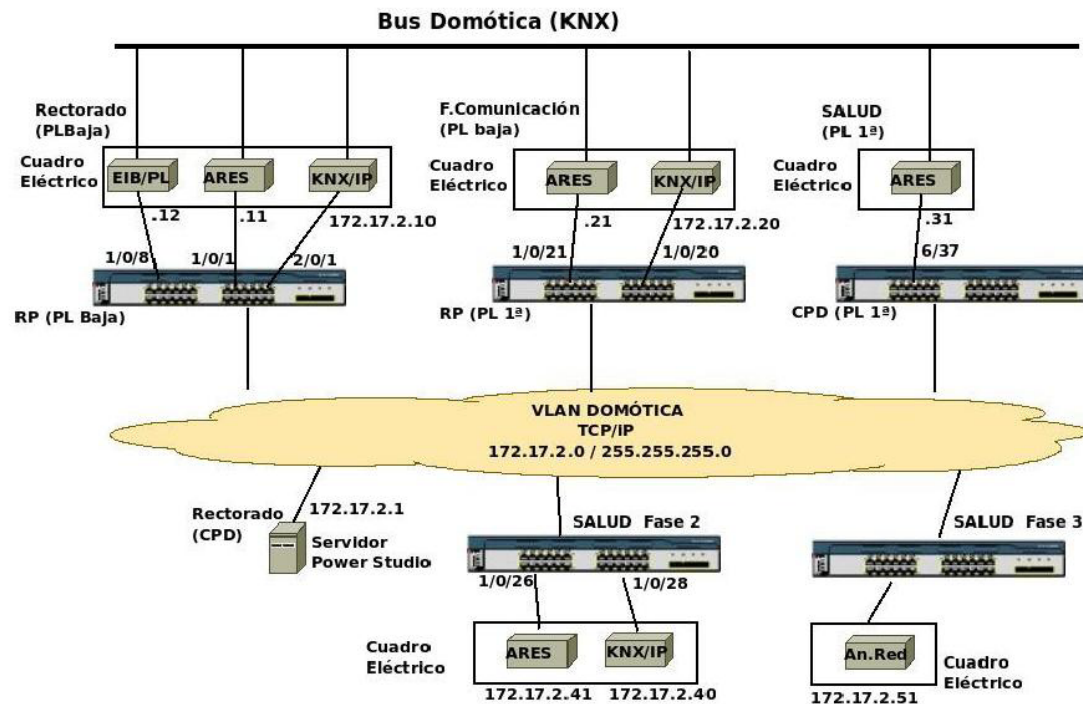 Bus Domótica (KNX)
Rectorado
(PLBaja)
Cuadro
Eléctrico
EIB/PL
ARES
KNX/IP
.12
.11
172.17.2.10
1/0/8
1/0/1
2/0/1
RP (PL Baja)
F.Comunicación
(PL baja)
Cuadro
Eléctrico
ARES
KNX/IP
.21
172.17.2.20
1/0/21
1/0/20
RP (PL 1ª)
SALUD
(PL 1ª)
Cuadro
Eléctrico
ARES
.31
6/37
CPD (PL 1ª)
VLAN DOMÓTICA
TCP/IP
172.17.2.0 / 255.255.255.0
172.17.2.1
Rectorado
(CPD)
Servidor
Power Studio
SALUD Fase 2
1/0/26
1/0/28
Cuadro
Eléctrico
ARES
KNX/IP
172.17.2.41
172.17.2.40
SALUD Fase 3
An.Red
Cuadro
Eléctrico
172.17.2.51